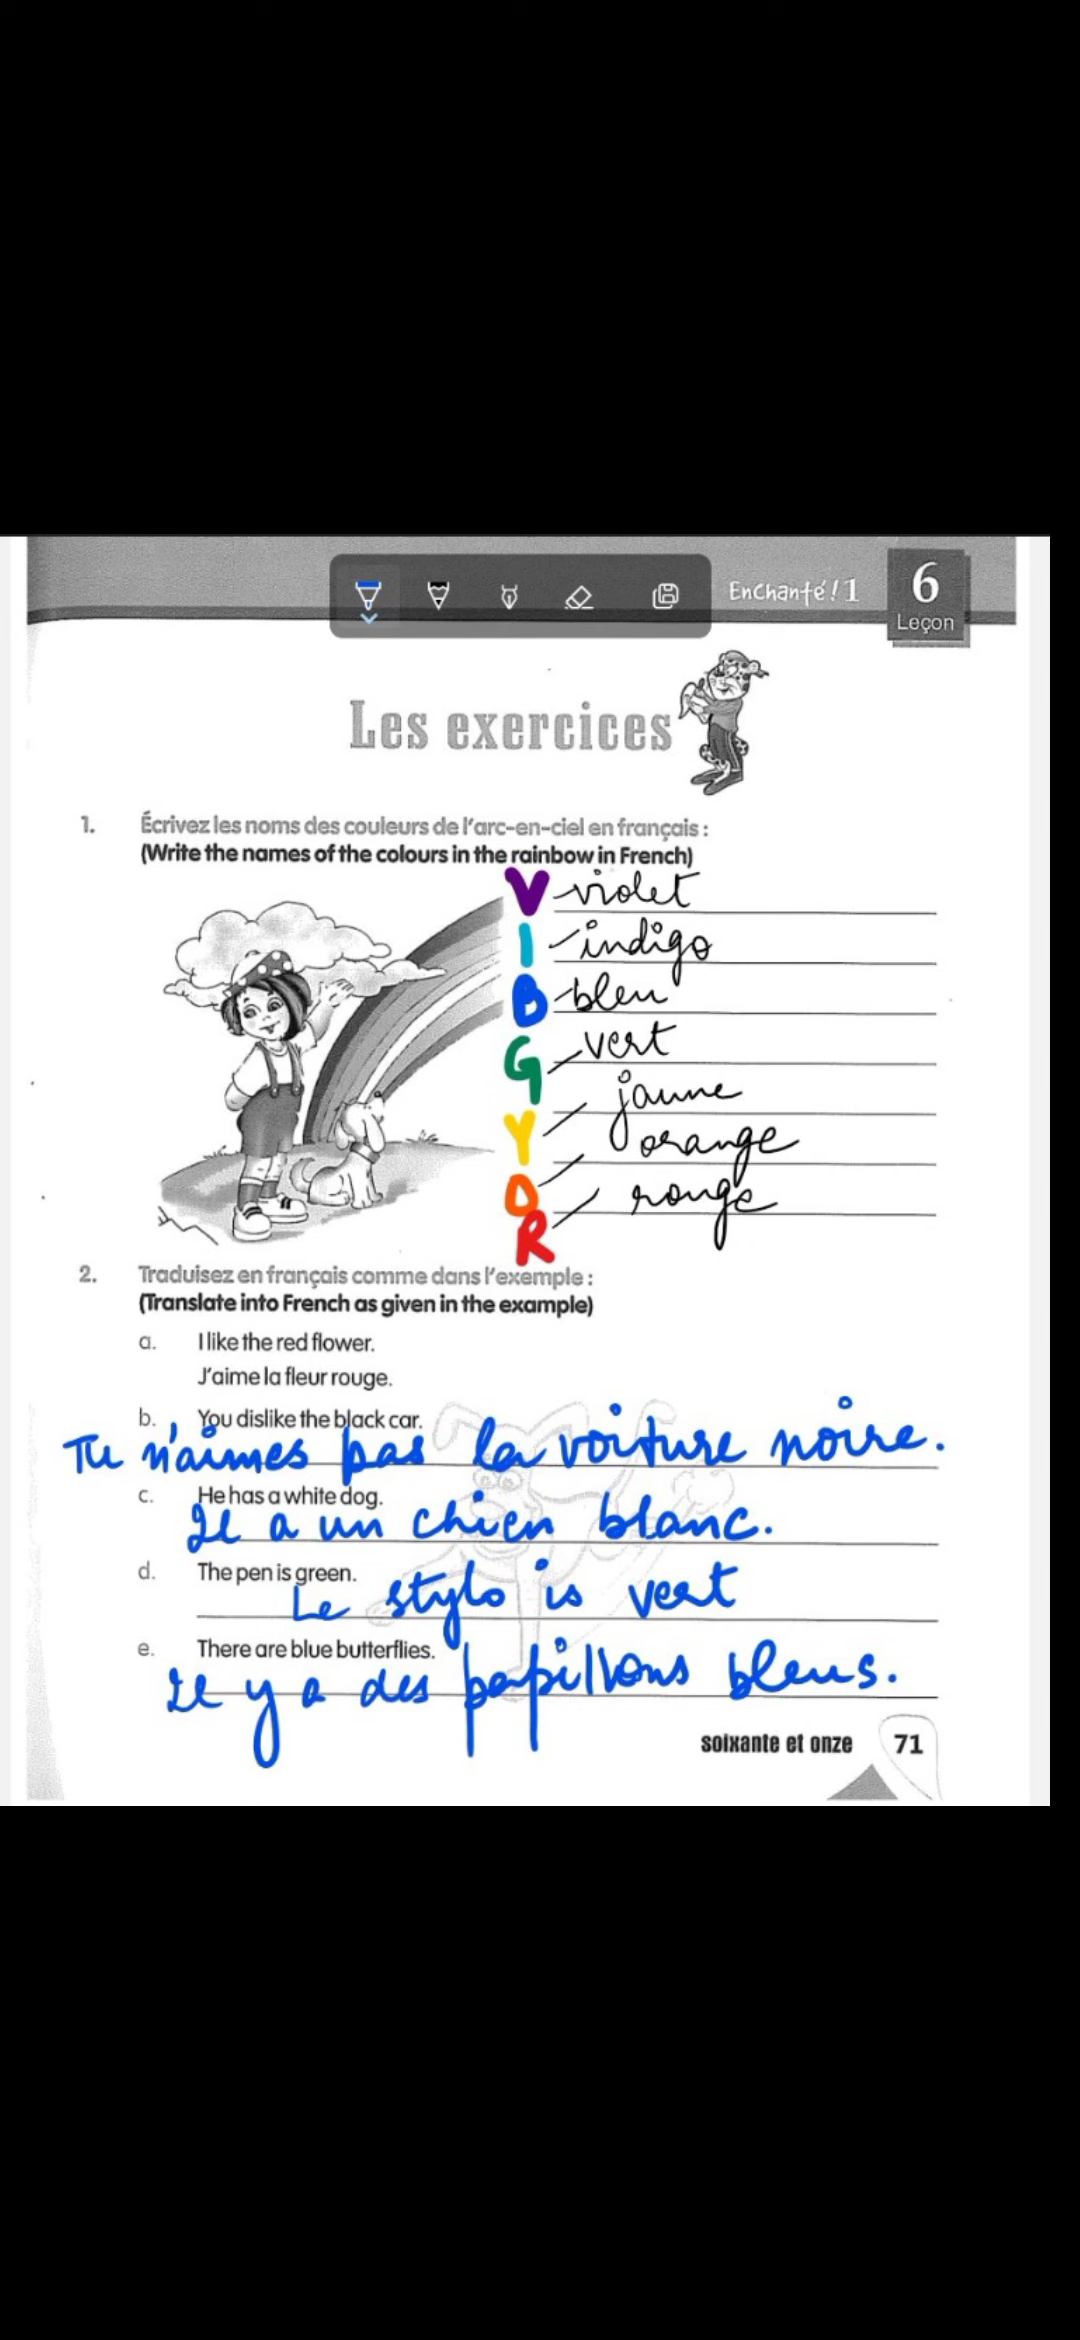 Enchanté! 1
6
Leçon
Les exercices
1. Écrivez les noms des couleurs de l'arc-en-ciel en français :
(Write the names of the colours in the rainbow in French)
V violet
I indigo
B bleu
G vert
Y jaune
O orange
R rouge
2. Traduisez en français comme dans l'exemple :
(Translate into French as given in the example)
a. I like the red flower.
J'aime la fleur rouge.
b. You dislike the black car.
Tu n'aimes pas la voiture noire.
c. He has a white dog.
Il a un chien blanc.
d. The pen is green.
Le stylo is vert
e. There are blue butterflies.
Il y a des papillons bleus.
soixante et onze 71